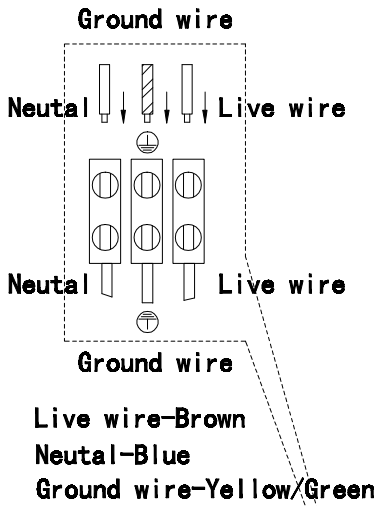 Ground wire
Neutal Live wire
Neutal Live wire
Ground wire
Live wire-Brown
Neutal-Blue
Ground wire-Yellow/Green